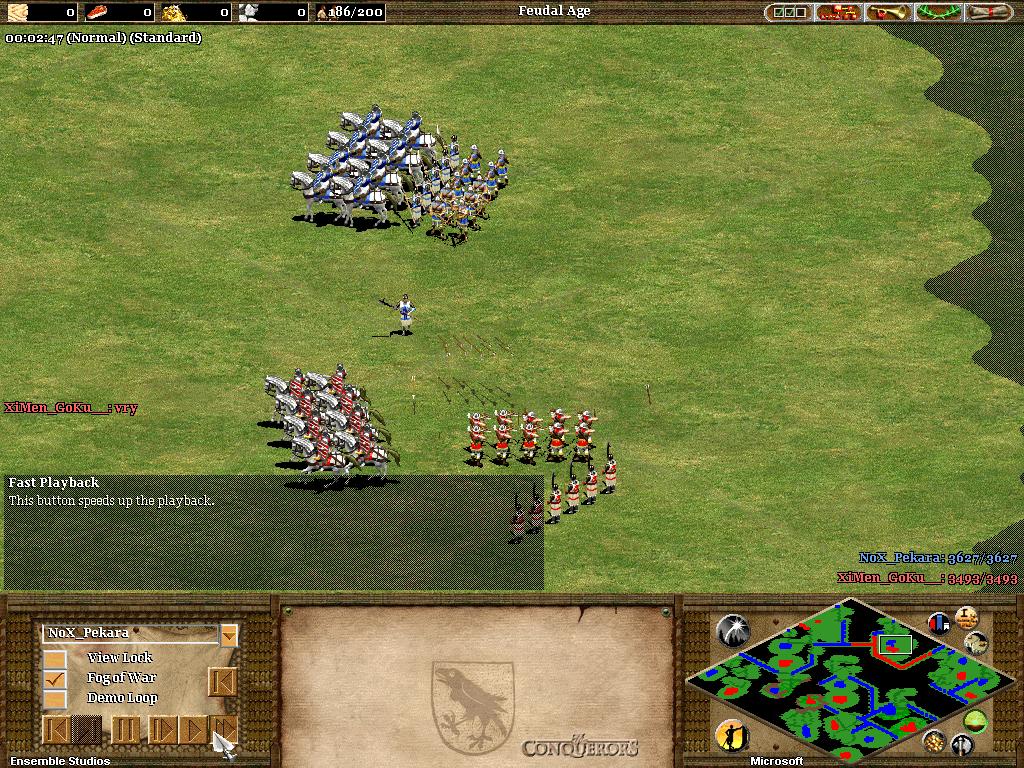 0 0 0 0 186/200 Feudal Age
00:02:47 (Normal) (Standard)
XiMen_GoKu__: vry
Fast Playback
This button speeds up the playback.
NoX_Pekara: 3627/3627
XiMen_GoKu__: 3493/3493
NoX_Pekara
View Lock
Fog of War
Demo Loop
The CONQUERORS
Ensemble Studios
Microsoft